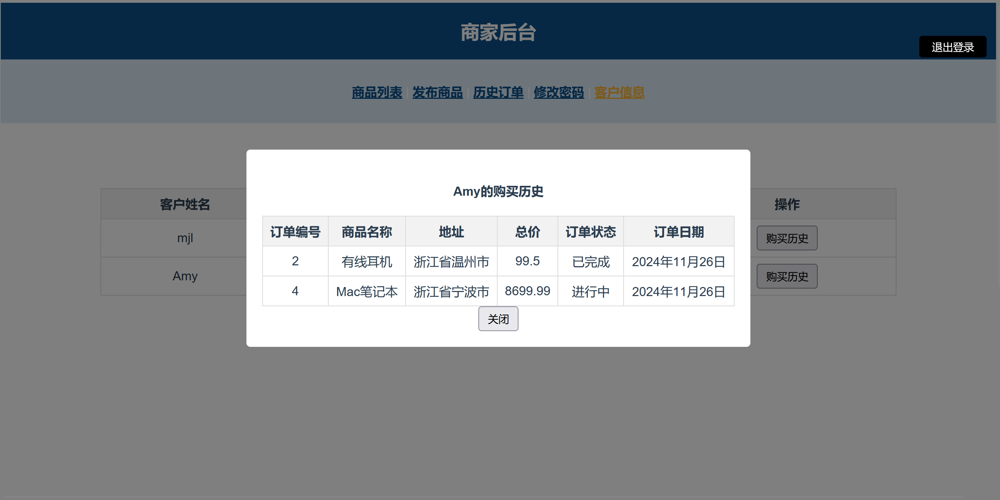 商家后台
退出登录
商品列表 | 发布商品 | 历史订单 | 修改密码 | 客户信息
Amy的购买历史
客户姓名 操作
订单编号 商品名称 地址 总价 订单状态 订单日期
mjl 购买历史
2 有线耳机 浙江省温州市 99.5 已完成 2024年11月26日
Amy 购买历史
4 Mac笔记本 浙江省宁波市 8699.99 进行中 2024年11月26日
关闭